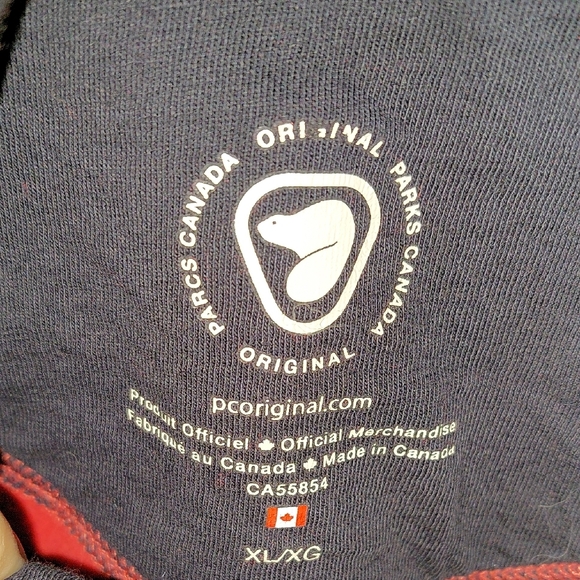 ORIGINAL PARKS CANADA
ORIGINAL PARCS CANADA
pcoriginal.com
Produit Officiel Official Merchandise
Fabrique au Canada Made in Canada
CA55854
XL/XG